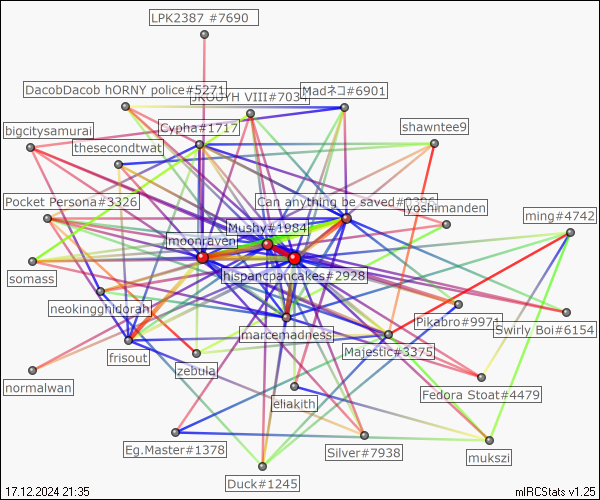 LPK2387 #7690
DacobDacob hORNY police#5271
JKOUYH VIII#7034
Madネコ#6901
bigcitysamurai
Cypha#1717
shawntee9
thesecondtwat
Pocket Persona#3326
Can anything be saved
yoshimanden
Mushy#1984
ming#4742
moonraven
somass
hispanqpancakes#2928
neokingghidorah
marcemadness
Pikabro#9971
Swirly Boi#6154
frisout
zebula
Majestic#3375
normalwan
eliakith
Fedora Stoat#4479
Eg.Master#1378
Silver#7938
mukszi
Duck#1245
17.12.2024 21:35
mIRCStats v1.25